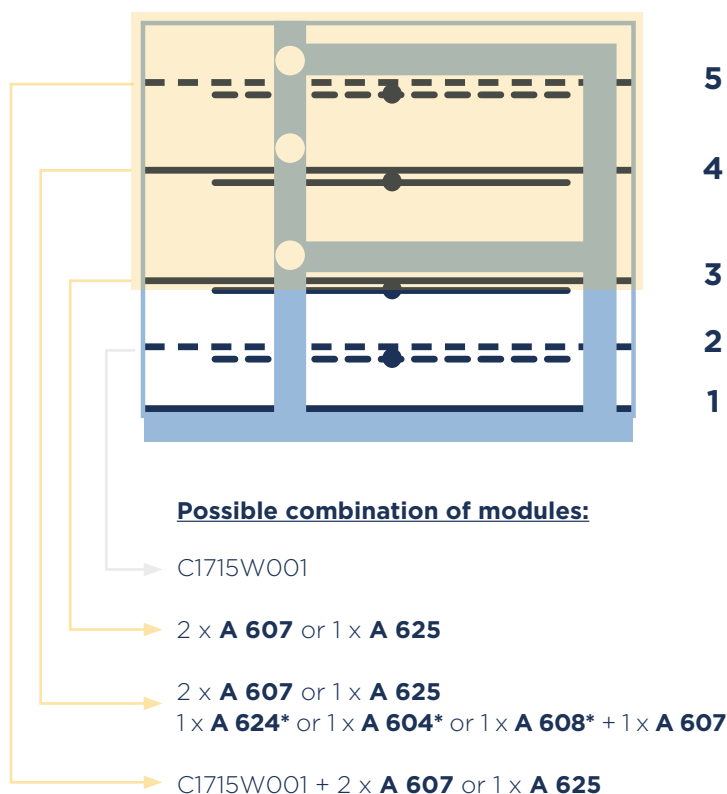 5
4
3
2
1
Possible combination of modules:
C1715W001
2 x A 607 or 1 x A 625
2 x A 607 or 1 x A 625
1 x A 624* or 1 x A 604* or 1 x A 608* + 1 x A 607
C1715W001 + 2 x A 607 or 1 x A 625